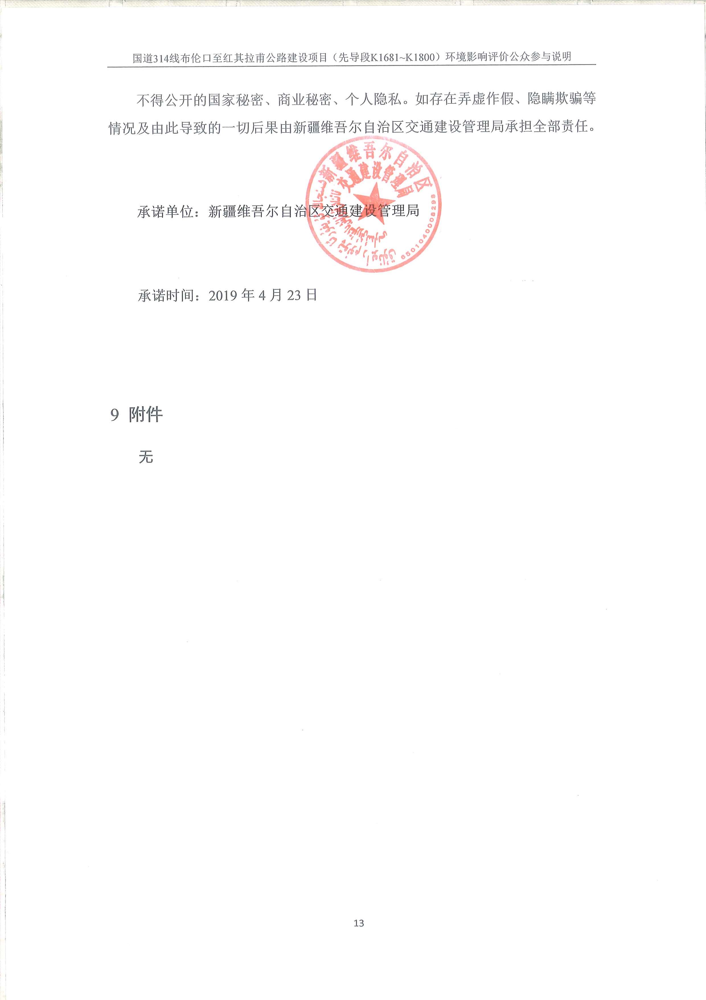 国道314线布伦口至红其拉甫公路建设项目（先导段K1681~K1800）环境影响评价公众参与说明
不得公开的国家秘密、商业秘密、个人隐私。如存在弄虚作假、隐瞒欺骗等
情况及由此导致的一切后果由新疆维吾尔自治区交通建设管理局承担全部责任。
新疆维吾尔自治区
交通建设管理局
6501040008298
承诺单位：新疆维吾尔自治区交通建设管理局
承诺时间：2019 年 4 月 23 日
9 附件
无
13